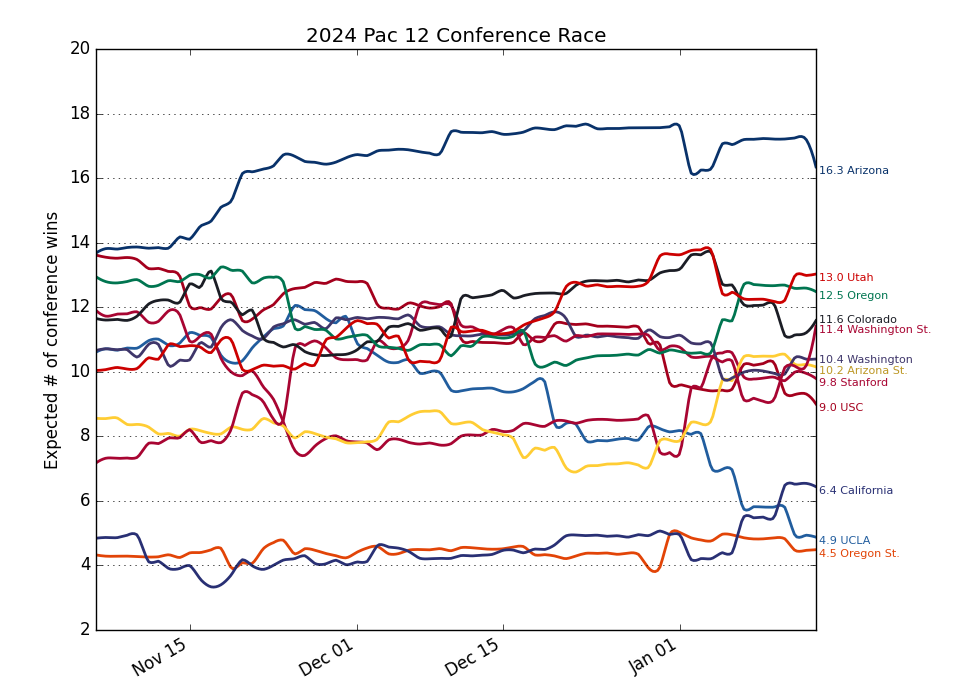 2024 Pac 12 Conference Race
Expected # of conference wins
20
18
16
14
12
10
8
6
4
2
Nov 15
Dec 01
Dec 15
Jan 01
16.3 Arizona
13.0 Utah
12.5 Oregon
11.6 Colorado
11.4 Washington St.
10.4 Washington
10.2 Arizona St.
9.8 Stanford
9.0 USC
6.4 California
4.9 UCLA
4.5 Oregon St.